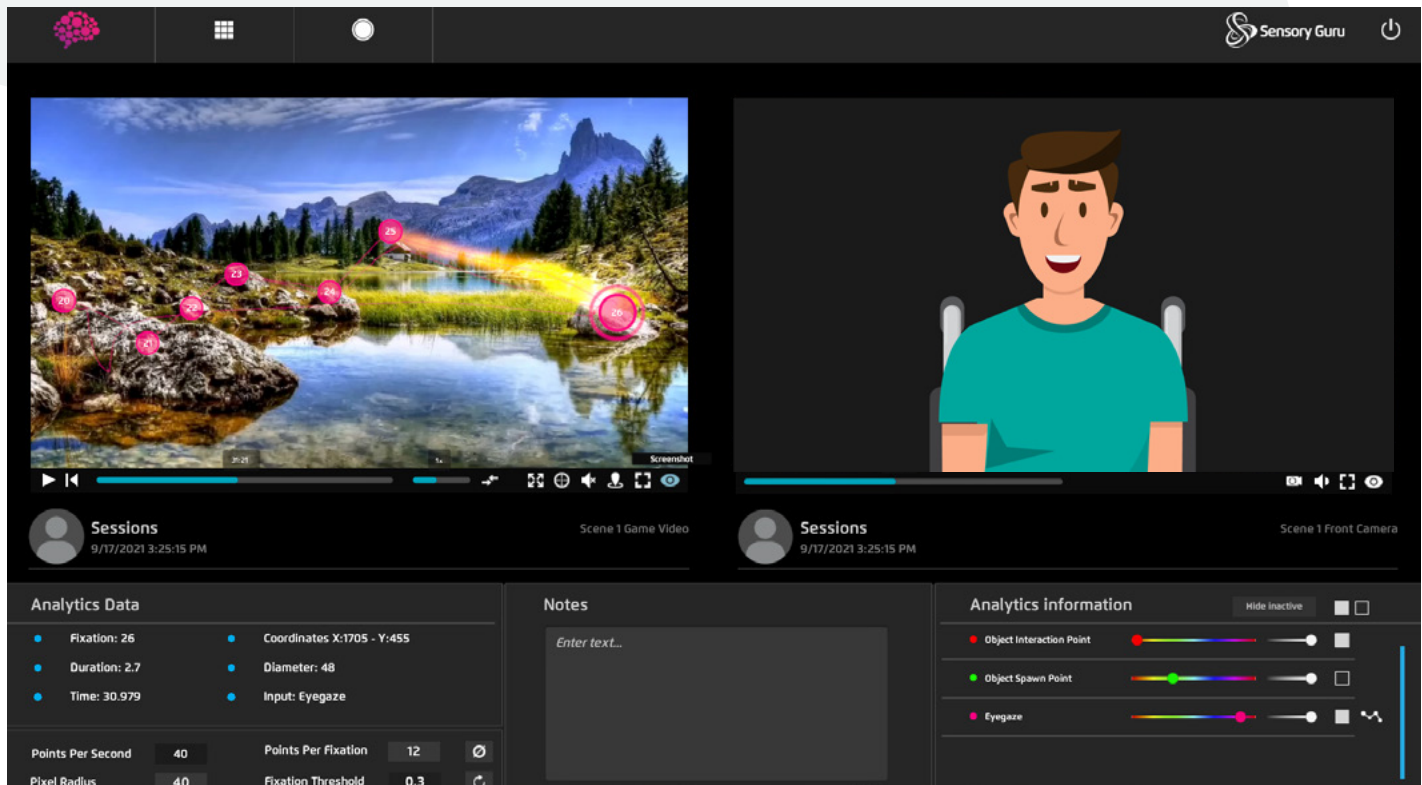 Sensory Guru
20
21
22
23
24
25
26
31:21
1x
Screenshot
Sessions
9/17/2021 3:25:15 PM
Scene 1 Game Video
Sessions
9/17/2021 3:25:15 PM
Scene 1 Front Camera
Analytics Data
Fixation: 26
Coordinates X:1705 - Y:455
Duration: 2.7
Diameter: 48
Time: 30.979
Input: Eyegaze
Points Per Second 40
Points Per Fixation 12
Pixel Radius 40
Fixation Threshold 0.3
Notes
Enter text...
Analytics information
Hide inactive
Object Interaction Point
Object Spawn Point
Eyegaze